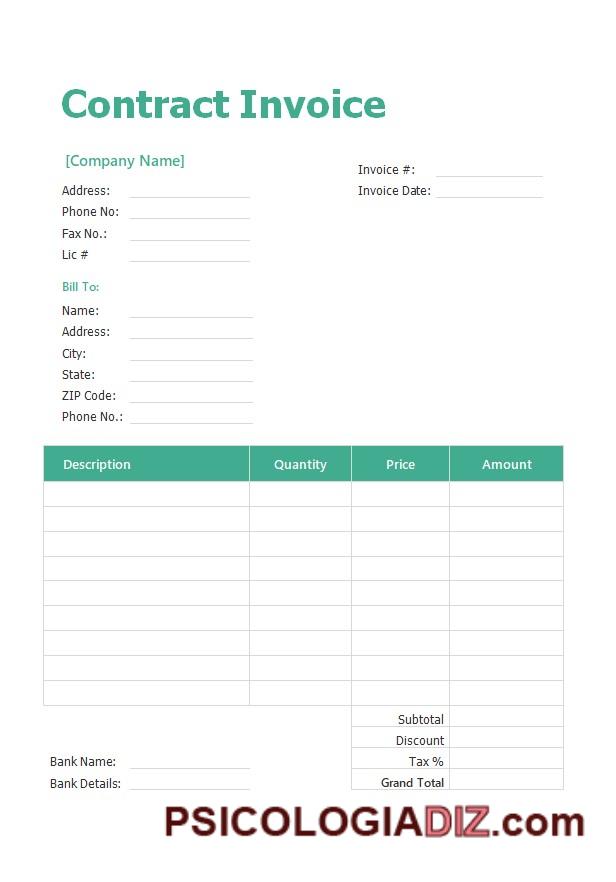 Contract Invoice
[Company Name]
Invoice #:
Address:
Invoice Date:
Phone No:
Fax No.:
Lic #
Bill To:
Name:
Address:
City:
State:
ZIP Code:
Phone No.:
Description Quantity Price Amount
Subtotal
Discount
Bank Name:
Tax %
Bank Details:
Grand Total
PSICOLOGIADIZ.com